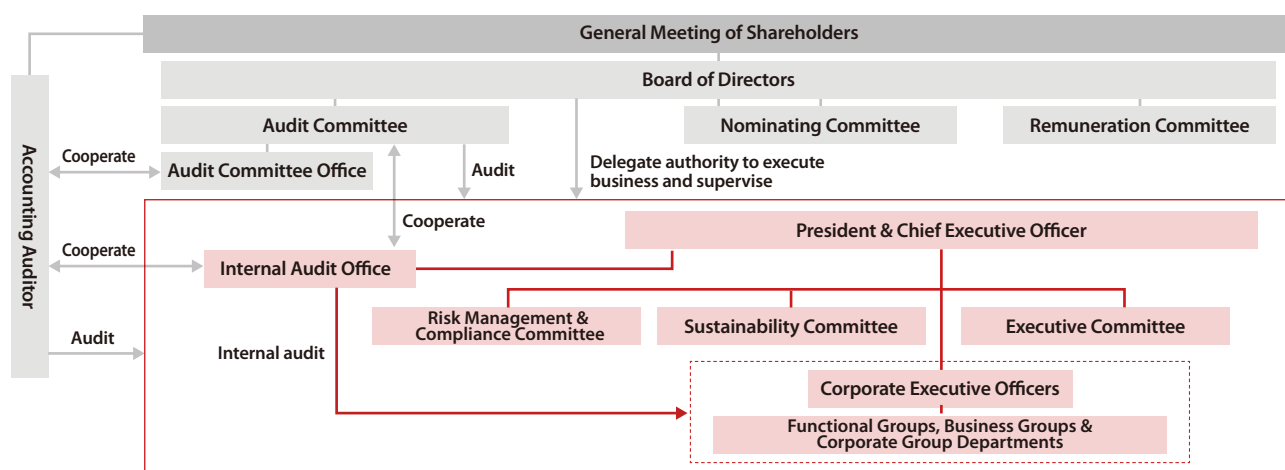 General Meeting of Shareholders
Board of Directors
Audit Committee
Nominating Committee
Remuneration Committee
Accounting Auditor
Cooperate
Audit Committee Office
Audit
Delegate authority to execute
business and supervise
Cooperate
President & Chief Executive Officer
Cooperate
Internal Audit Office
Risk Management &
Compliance Committee
Sustainability Committee
Executive Committee
Audit
Internal audit
Corporate Executive Officers
Functional Groups, Business Groups &
Corporate Group Departments